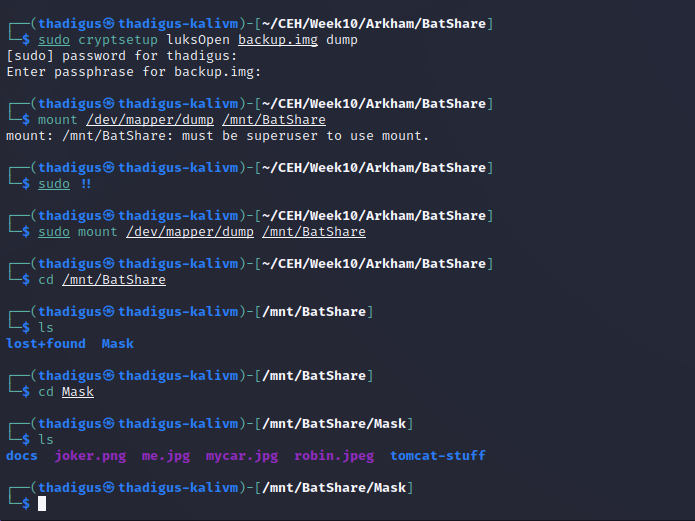 ┌──(thadigus㉿thadigus-kalivm)-[~/CEH/Week10/Arkham/BatShare]
└─$ sudo cryptsetup luksOpen backup.img dump
[sudo] password for thadigus:
Enter passphrase for backup.img:
┌──(thadigus㉿thadigus-kalivm)-[~/CEH/Week10/Arkham/BatShare]
└─$ mount /dev/mapper/dump /mnt/BatShare
mount: /mnt/BatShare: must be superuser to use mount.
┌──(thadigus㉿thadigus-kalivm)-[~/CEH/Week10/Arkham/BatShare]
└─$ sudo !!
┌──(thadigus㉿thadigus-kalivm)-[~/CEH/Week10/Arkham/BatShare]
└─$ sudo mount /dev/mapper/dump /mnt/BatShare
┌──(thadigus㉿thadigus-kalivm)-[~/CEH/Week10/Arkham/BatShare]
└─$ cd /mnt/BatShare
┌──(thadigus㉿thadigus-kalivm)-[/mnt/BatShare]
└─$ ls
lost+found  Mask
┌──(thadigus㉿thadigus-kalivm)-[/mnt/BatShare]
└─$ cd Mask
┌──(thadigus㉿thadigus-kalivm)-[/mnt/BatShare/Mask]
└─$ ls
docs  joker.png  me.jpg  mycar.jpg  robin.jpeg  tomcat-stuff
┌──(thadigus㉿thadigus-kalivm)-[/mnt/BatShare/Mask]
└─$